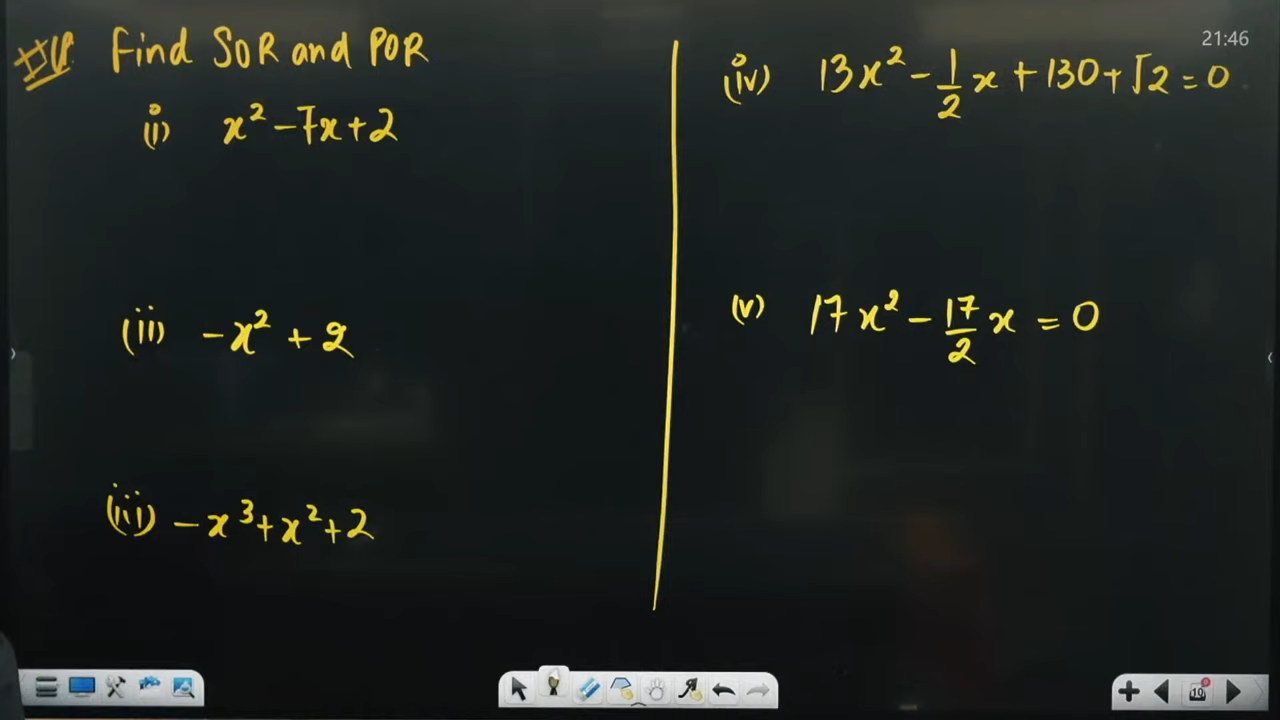 #Q Find SOR and POR
(i) x² - 7x + 2
(ii) -x² + 2
(iii) -x³ + x² + 2
21:46
(iv) 13x² - 1/2 x + 130 + √2 = 0
(v) 17x² - 17/2 x = 0
10